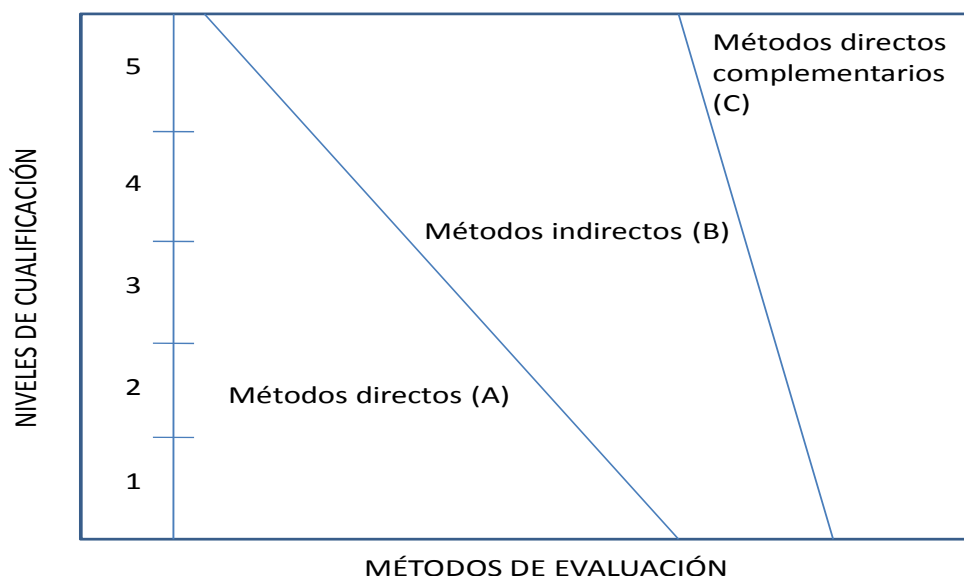 Métodos directos
complementarios
(C)
5
4
Métodos indirectos (B)
3
2
Métodos directos (A)
1
NIVELES DE CUALIFICACIÓN
MÉTODOS DE EVALUACIÓN